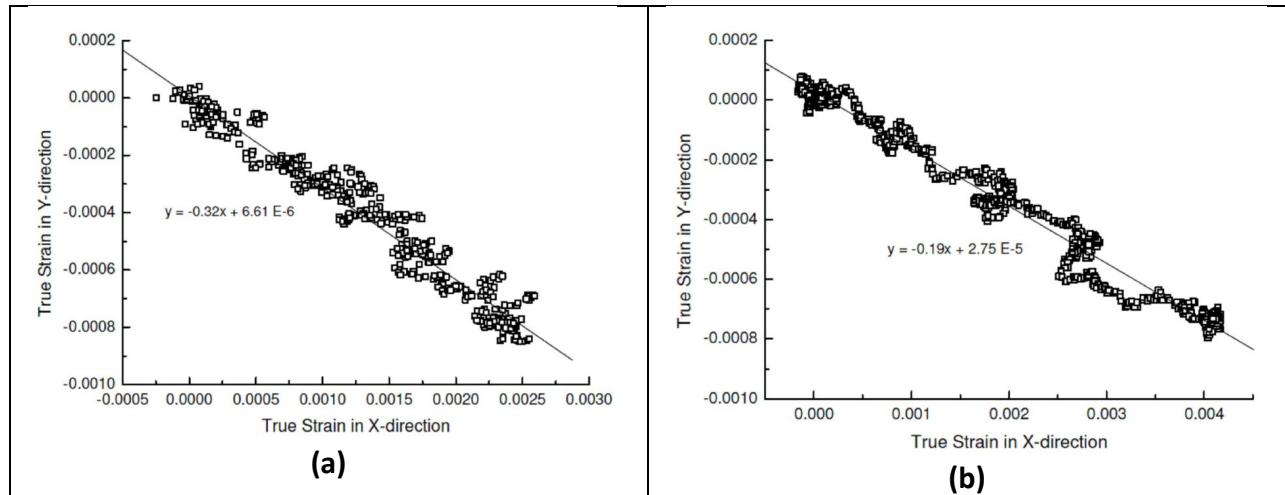 0.0002
0.0000
-0.0002
-0.0004
-0.0006
-0.0008
-0.0010
True Strain in Y-direction
y = -0.32x + 6.61 E-6
-0.0005 0.0000 0.0005 0.0010 0.0015 0.0020 0.0025 0.0030
True Strain in X-direction
(a)
0.0002
0.0000
-0.0002
-0.0004
-0.0006
-0.0008
-0.0010
True Strain in Y-direction
y = -0.19x + 2.75 E-5
0.000 0.001 0.002 0.003 0.004
True Strain in X-direction
(b)